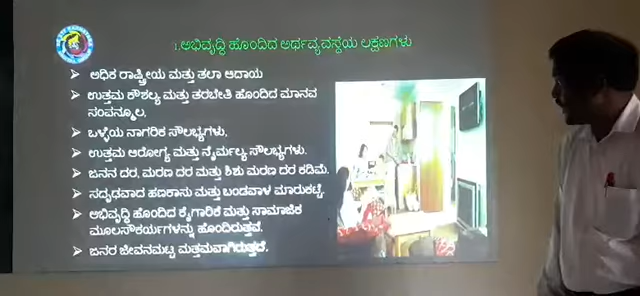 1.ಅಭಿವೃದ್ಧಿ ಹೊಂದಿದ ಅರ್ಥವ್ಯವಸ್ಥೆಯ ಲಕ್ಷಣಗಳು
➤ ಅಧಿಕ ರಾಷ್ಟ್ರೀಯ ಮತ್ತು ತಲಾ ಆದಾಯ
➤ ಉತ್ತಮ ಕೌಶಲ್ಯ ಮತ್ತು ತರಬೇತಿ ಹೊಂದಿದ ಮಾನವ
ಸಂಪನ್ಮೂಲ.
➤ ಒಳ್ಳೆಯ ನಾಗರಿಕ ಸೌಲಭ್ಯಗಳು,
➤ ಉತ್ತಮ ಆರೋಗ್ಯ ಮತ್ತು ನೈರ್ಮಲ್ಯ ಸೌಲಭ್ಯಗಳು.
➤ ಜನನ ದರ, ಮರಣ ದರ ಮತ್ತು ಶಿಶು ಮರಣ ದರ ಕಡಿಮೆ.
➤ ಸದೃಢವಾದ ಹಣಕಾಸು ಮತ್ತು ಬಂಡವಾಳ ಮಾರುಕಟ್ಟೆ.
➤ ಅಭಿವೃದ್ಧಿ ಹೊಂದಿದ ಕೈಗಾರಿಕೆ ಮತ್ತು ಸಾಮಾಜಿಕ
ಮೂಲಸೌಕರ್ಯಗಳನ್ನು ಹೊಂದಿರುತ್ತವೆ.
➤ ಜನರ ಜೀವನಮಟ್ಟ ಮತ್ತಮವಾಗಿರುತ್ತದೆ.